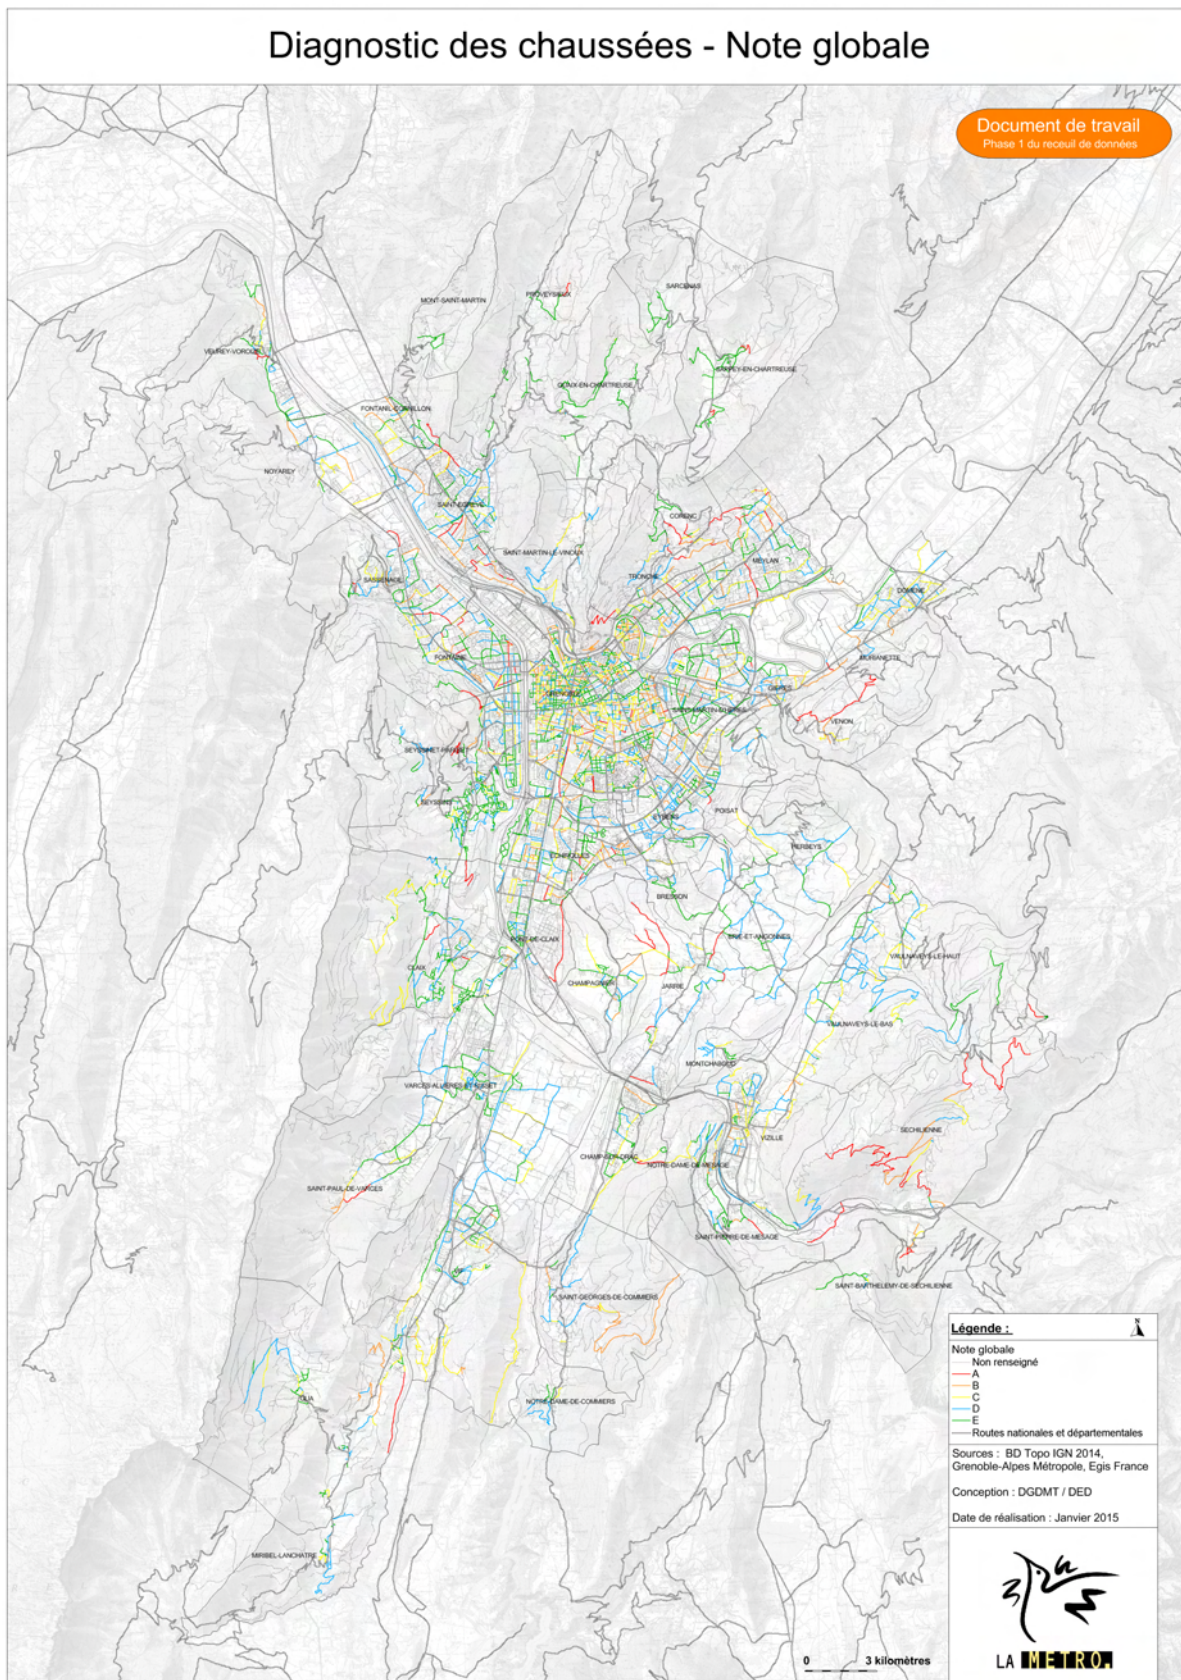 Diagnostic des chaussées - Note globale
Document de travail
Phase 1 du receuil de données
SARCENAS
PROVEYSIEUX
MONT-SAINT-MARTIN
VEUREY-VOROIZE
SAPPEY-EN-CHARTREUSE
QUAIX-EN-CHARTREUSE
FONTANIL-CORNILLON
NOYAREY
SAINT-EGREVE
CORENC
SAINT-MARTIN-LE-VINOUX
MEYLAN
TRONCHE
SASSENAGE
DOMENE
FONTAINE
MURIANETTE
GIERES
GRENOBLE
SAINT-MARTIN-D'HERES
VENON
SEYSSINET-PARISET
SEYSSINS
POISAT
EYBENS
HERBEYS
ECHIROLLES
BRESSON
BRIE-ET-ANGONNES
PONT-DE-CLAIX
VAULNAVEYS-LE-HAUT
CLAIX
CHAMPAGNIER
JARRIE
VAULNAVEYS-LE-BAS
MONTCHABOUD
VARCES-ALLIERES-ET-RISSET
SECHILIENNE
VIZILLE
CHAMP-SUR-DRAC
NOTRE-DAME-DE-MESAGE
SAINT-PAUL-DE-VARCES
SAINT-PIERRE-DE-MESAGE
VIF
SAINT-BARTHELEMY-DE-SECHILIENNE
SAINT-GEORGES-DE-COMMIERS
GUA
NOTRE-DAME-DE-COMMIERS
MIRIBEL-LANCHATRE
Légende :
N
Note globale
Non renseigné
A
B
C
D
E
Routes nationales et départementales
Sources : BD Topo IGN 2014,
Grenoble-Alpes Métropole, Egis France
Conception : DGDMT / DED
Date de réalisation : Janvier 2015
0 3 kilomètres
LA METRO.